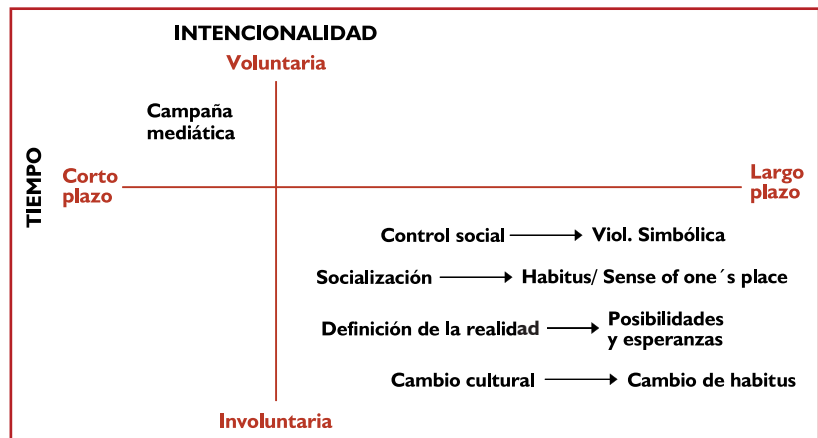 INTENCIONALIDAD
Voluntaria
Campaña
mediática
TIEMPO
Corto
plazo
Largo
plazo
Control social Viol. Simbólica
Socialización Habitus/ Sense of one´s place
Definición de la realidad Posibilidades
y esperanzas
Cambio cultural Cambio de habitus
Involuntaria